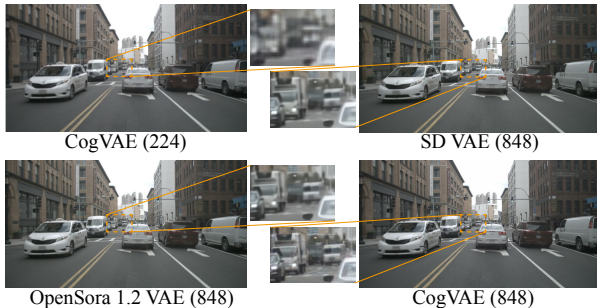 CogVAE (224)
SD VAE (848)
OpenSora 1.2 VAE (848)
CogVAE (848)